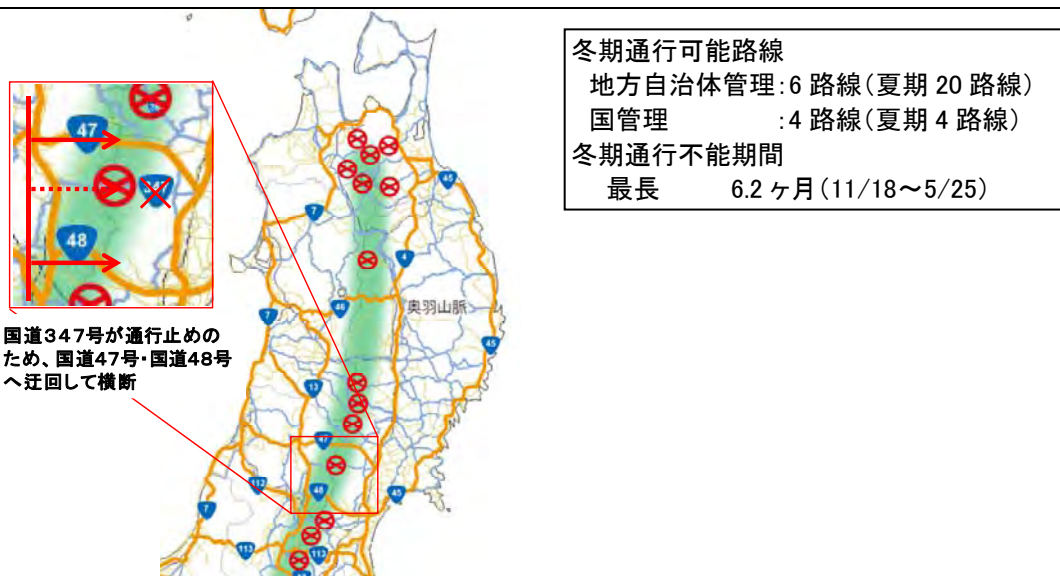 冬期通行可能路線
地方自治体管理:6 路線(夏期 20 路線)
国管理 :4 路線(夏期 4 路線)
冬期通行不能期間
最長 6.2 ヶ月(11/18～5/25)
47
48
国道347号が通行止めの
ため、国道47号・国道48号
へ迂回して横断
45
7
4
奥羽山脈
46
7
45
13
47
112
48
45
7
113
113